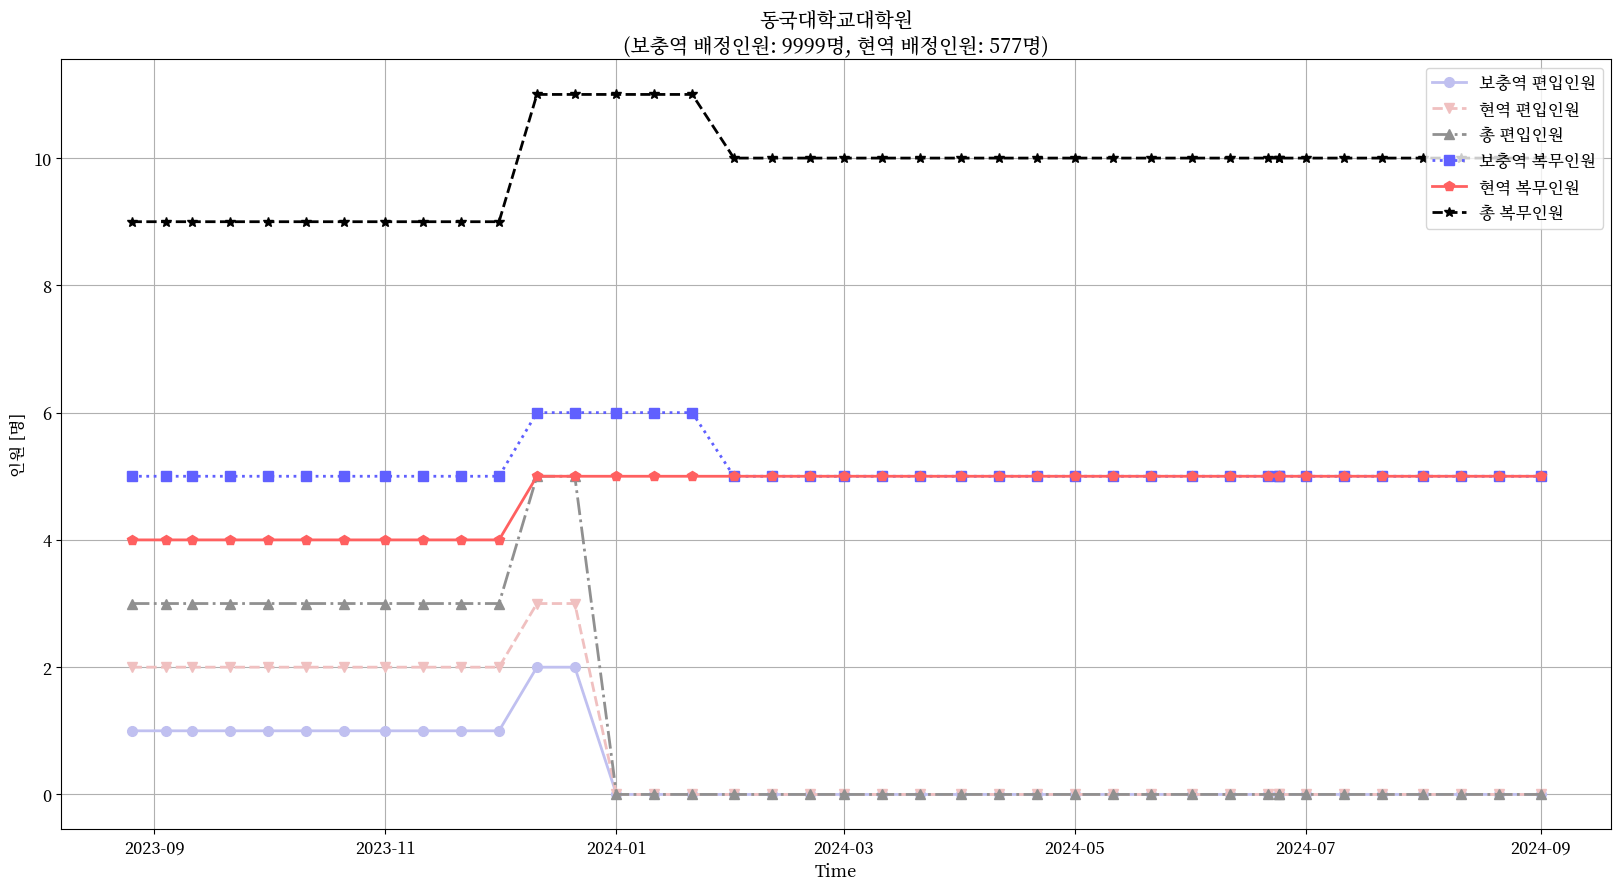 동국대학교대학원
(보충역 배정인원: 9999명, 현역 배정인원: 577명)
보충역 편입인원
현역 편입인원
총 편입인원
보충역 복무인원
현역 복무인원
총 복무인원
인원 [명]
10
8
6
4
2
0
2023-09
2023-11
2024-01
2024-03
2024-05
2024-07
2024-09
Time